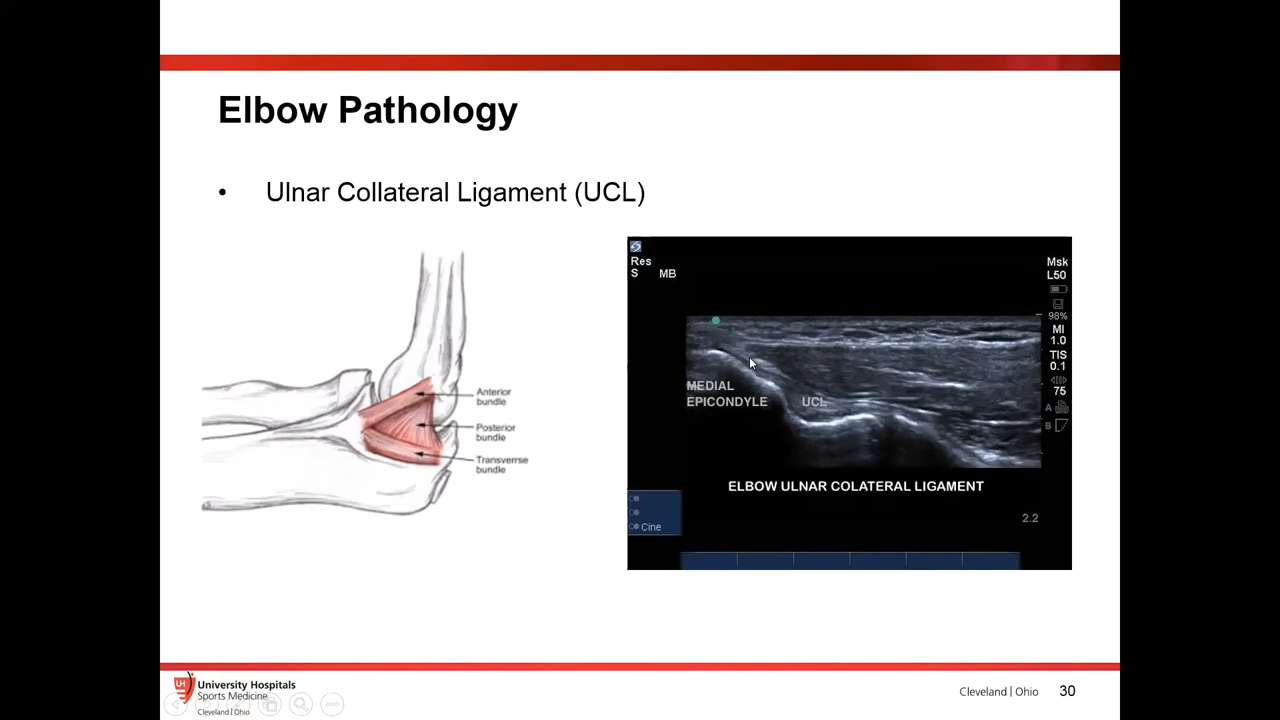 Elbow Pathology
• Ulnar Collateral Ligament (UCL)
Anterior
bundle
Posterior
bundle
Transverrse
bundle
Res
S MB
Msk
L50
98%
MI
1.0
TIS
0.1
75
A
B
MEDIAL
EPICONDYLE UCL
ELBOW ULNAR COLATERAL LIGAMENT
2.2
Cine
UH
University Hospitals
Sports Medicine
Cleveland | Ohio
Cleveland | Ohio 30